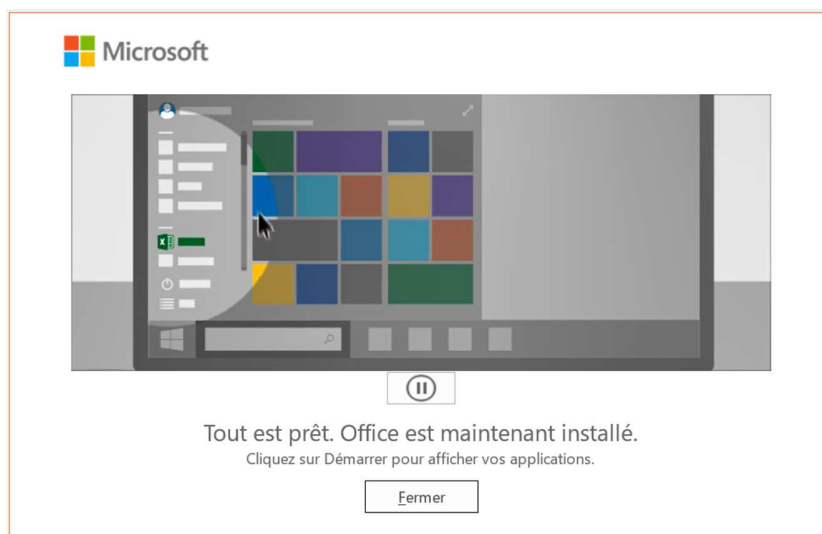 Microsoft
Tout est prêt. Office est maintenant installé.
Cliquez sur Démarrer pour afficher vos applications.
Fermer